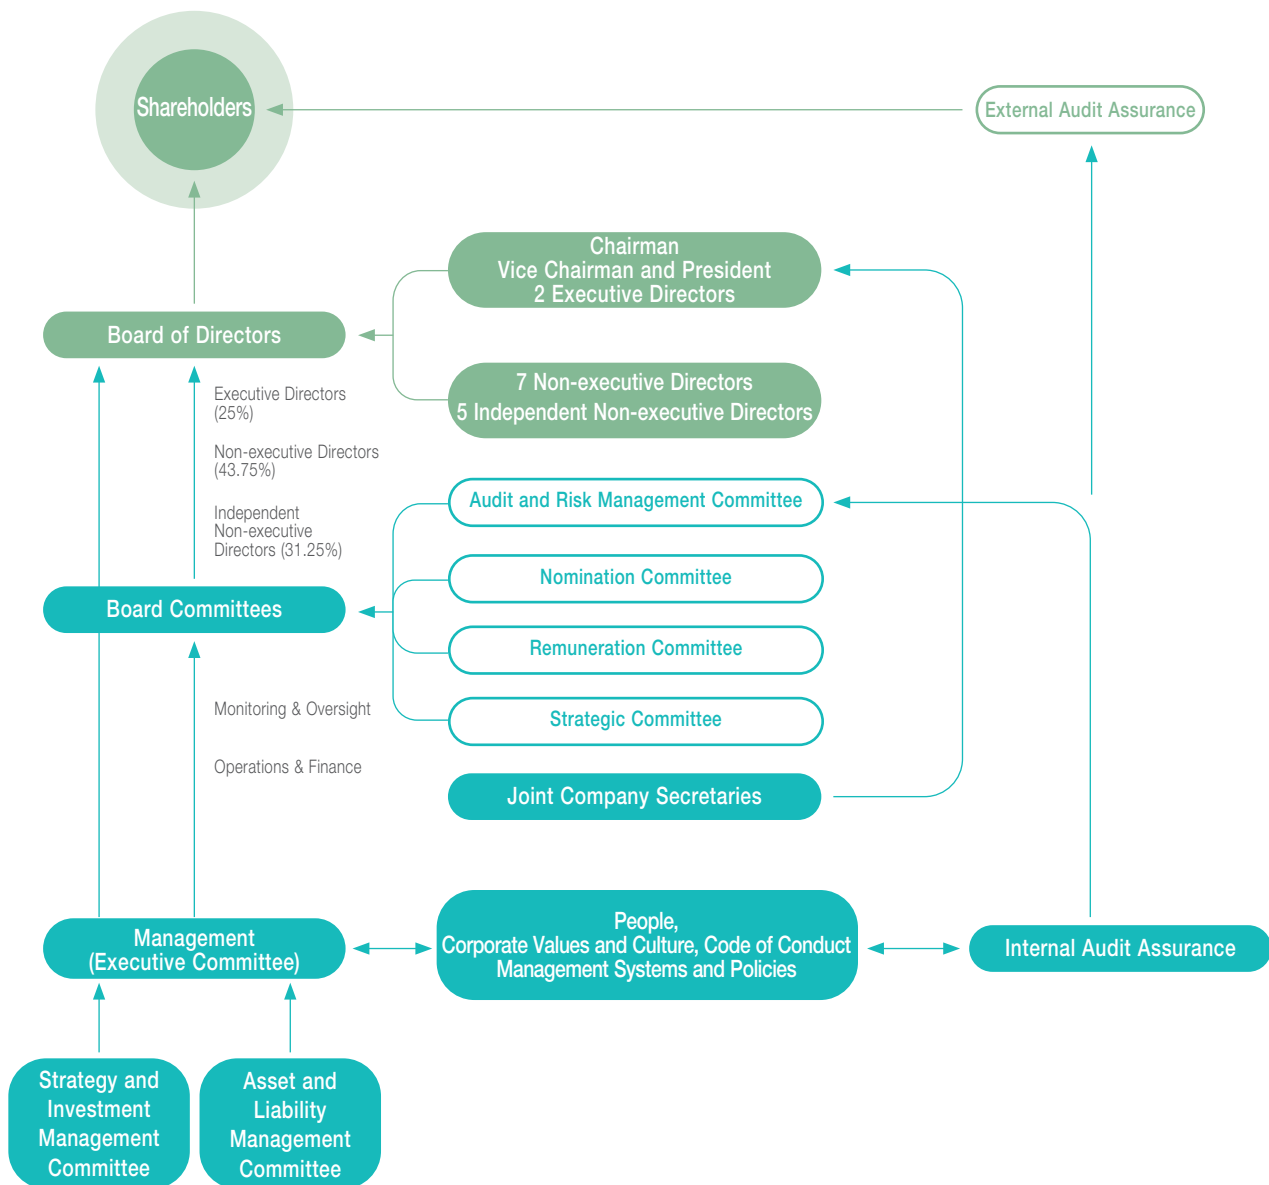 Shareholders
External Audit Assurance
Chairman
Vice Chairman and President
2 Executive Directors
Board of Directors
7 Non-executive Directors
5 Independent Non-executive Directors
Executive Directors
(25%)
Non-executive Directors
(43.75%)
Independent
Non-executive
Directors (31.25%)
Audit and Risk Management Committee
Nomination Committee
Board Committees
Remuneration Committee
Strategic Committee
Monitoring & Oversight
Operations & Finance
Joint Company Secretaries
Management
(Executive Committee)
People,
Corporate Values and Culture, Code of Conduct
Management Systems and Policies
Internal Audit Assurance
Strategy and
Investment
Management
Committee
Asset and
Liability
Management
Committee